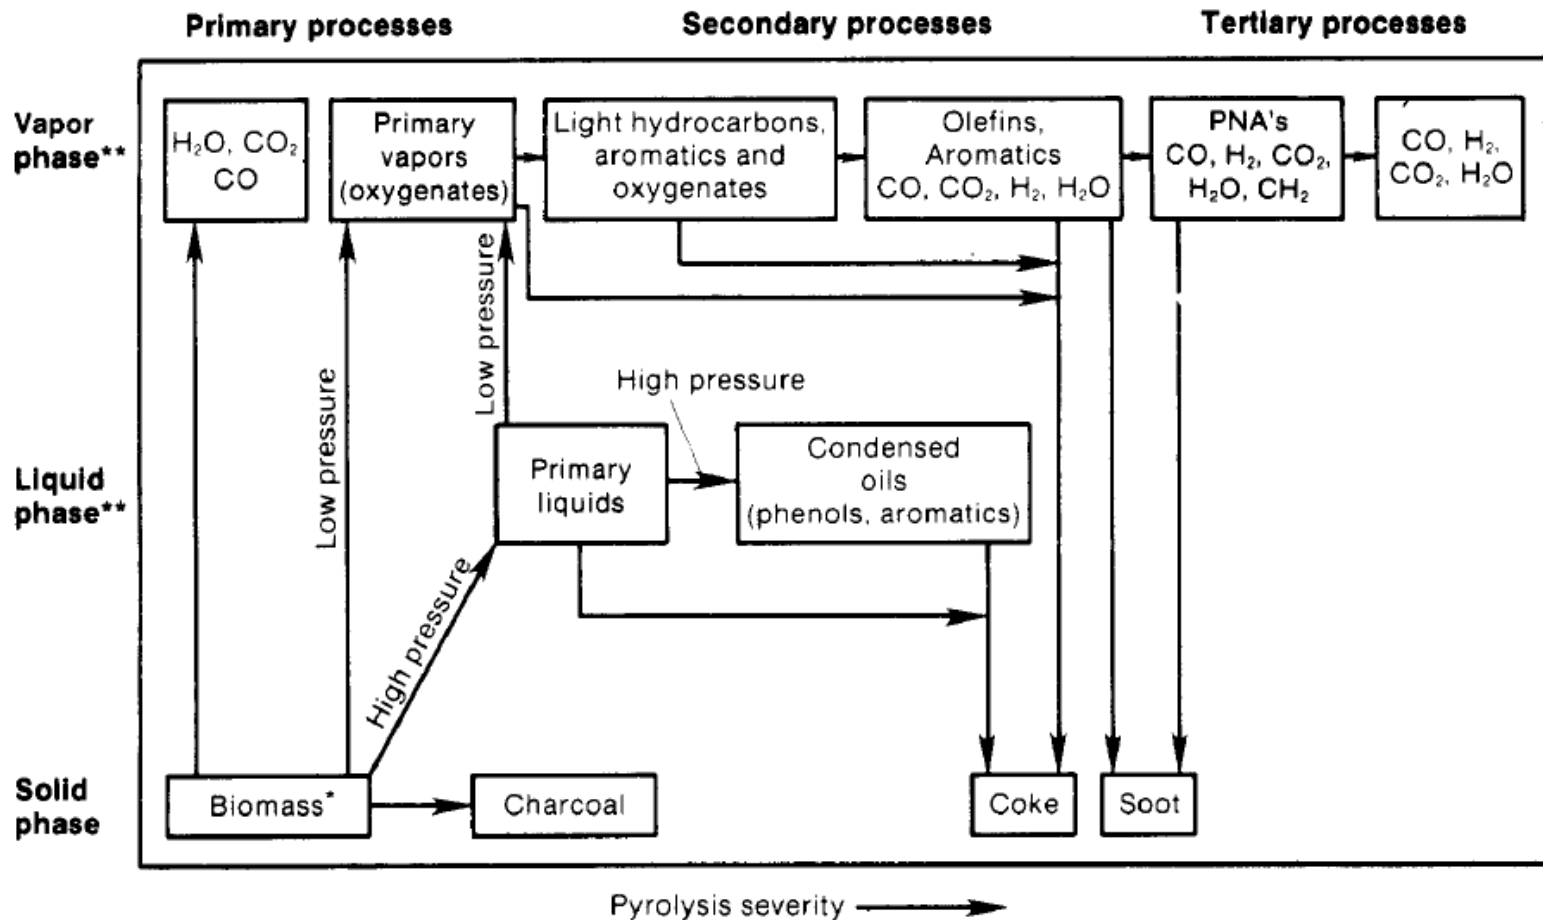 Primary processes
Secondary processes
Tertiary processes
Vapor
phase**
H₂O, CO₂
CO
Primary
vapors
(oxygenates)
Light hydrocarbons,
aromatics and
oxygenates
Olefins,
Aromatics
CO, CO₂, H₂, H₂O
PNA's
CO, H₂, CO₂,
H₂O, CH₂
CO, H₂,
CO₂, H₂O
Low pressure
Low pressure
High pressure
High pressure
Liquid
phase**
Primary
liquids
Condensed
oils
(phenols, aromatics)
Solid
phase
Biomass*
Charcoal
Coke
Soot
Pyrolysis severity